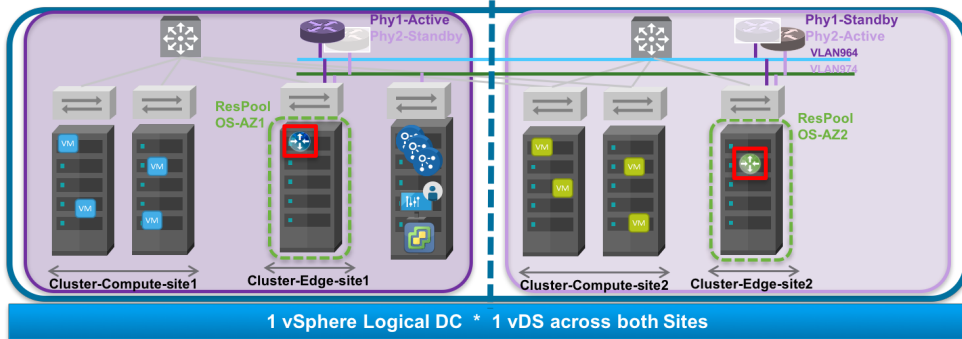 Phy1-Active
Phy2-Standby
Phy1-Standby
Phy2-Active
VLAN964
VLAN974
ResPool
OS-AZ1
ResPool
OS-AZ2
VM
VM
VM
VM
VM
VM
VM
VM
Cluster-Compute-site1
Cluster-Edge-site1
Cluster-Compute-site2
Cluster-Edge-site2
1 vSphere Logical DC * 1 vDS across both Sites